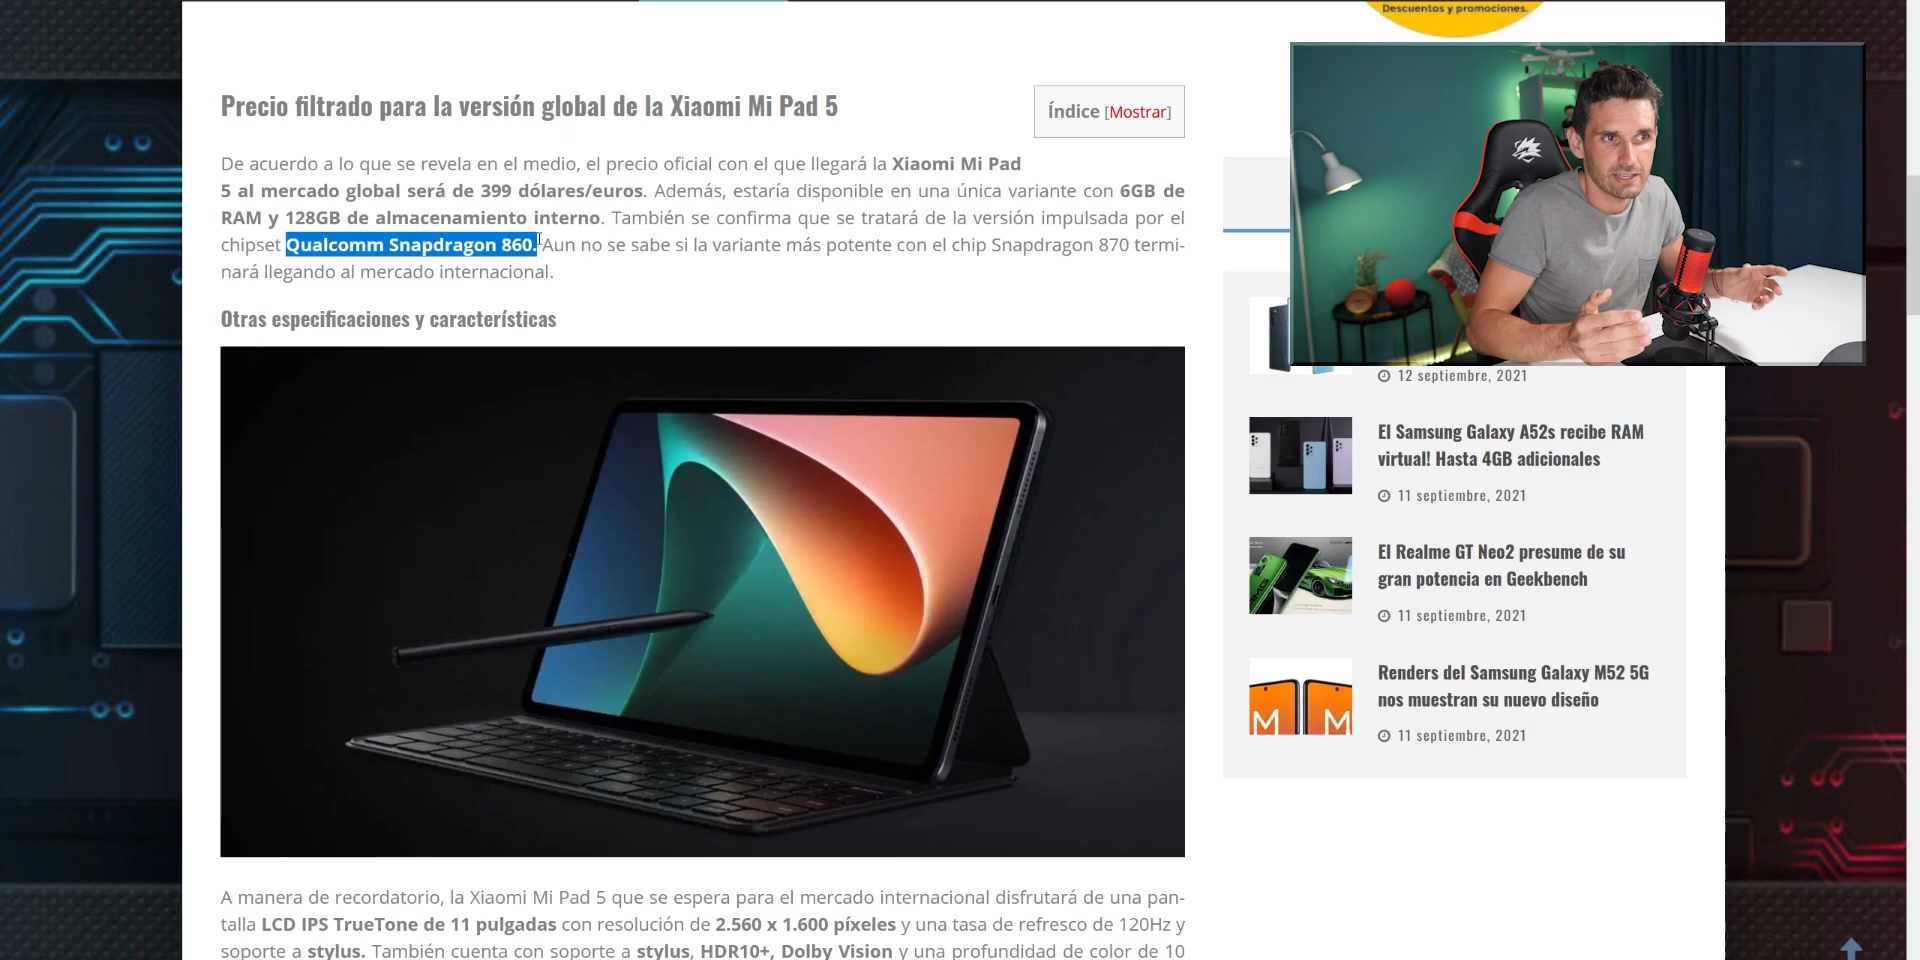 Descuentos y promociones.
Precio filtrado para la versión global de la Xiaomi Mi Pad 5
Índice [Mostrar]
De acuerdo a lo que se revela en el medio, el precio oficial con el que llegará la Xiaomi Mi Pad
5 al mercado global será de 399 dólares/euros. Además, estaría disponible en una única variante con 6GB de
RAM y 128GB de almacenamiento interno. También se confirma que se tratará de la versión impulsada por el
chipset Qualcomm Snapdragon 860. Aun no se sabe si la variante más potente con el chip Snapdragon 870 termi-
nará llegando al mercado internacional.
Otras especificaciones y características
A manera de recordatorio, la Xiaomi Mi Pad 5 que se espera para el mercado internacional disfrutará de una pan-
talla LCD IPS TrueTone de 11 pulgadas con resolución de 2.560 x 1.600 píxeles y una tasa de refresco de 120Hz y
soporte a stylus. También cuenta con soporte a stylus, HDR10+, Dolby Vision y una profundidad de color de 10
12 septiembre, 2021
El Samsung Galaxy A52s recibe RAM
virtual! Hasta 4GB adicionales
11 septiembre, 2021
El Realme GT Neo2 presume de su
gran potencia en Geekbench
11 septiembre, 2021
M M
Renders del Samsung Galaxy M52 5G
nos muestran su nuevo diseño
11 septiembre, 2021